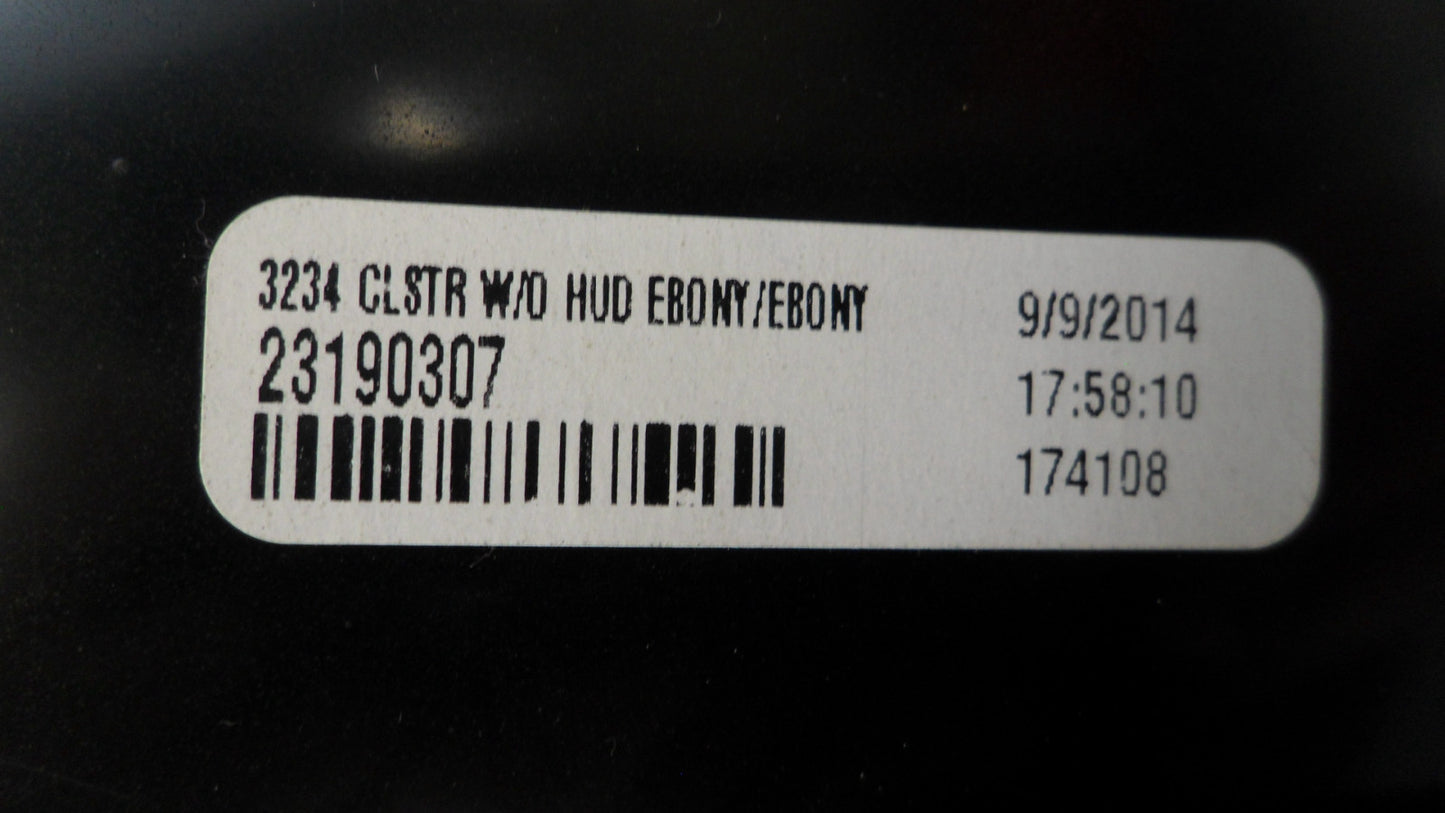 3234 CLSTR W/O HUD EBONY/EBONY
23190307
9/9/2014
17:58:10
174108